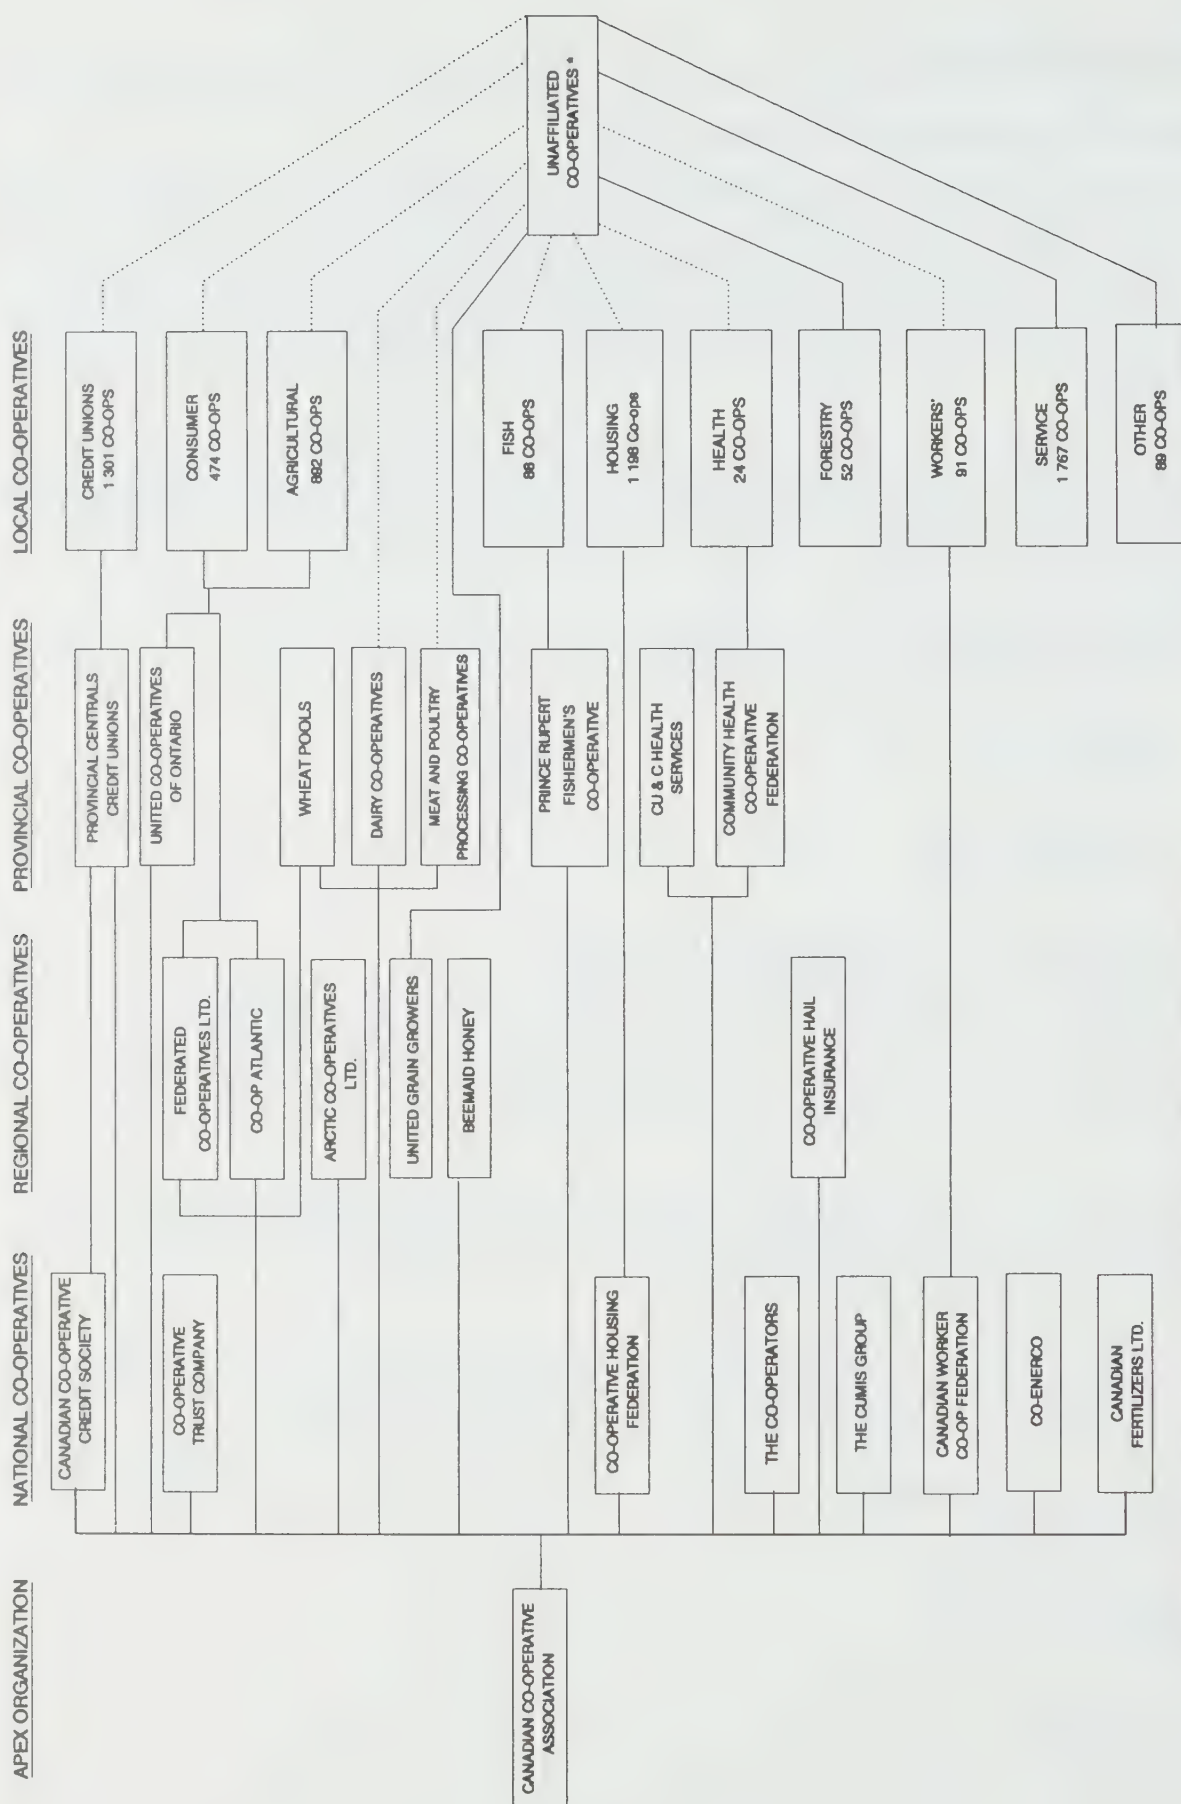 APEX ORGANIZATION
CANADIAN CO-OPERATIVE
ASSOCIATION
NATIONAL CO-OPERATIVES
CANADIAN CO-OPERATIVE
CREDIT SOCIETY
CO-OPERATIVE
TRUST COMPANY
CO-OPERATIVE HOUSING
FEDERATION
THE CO-OPERATORS
THE CUMIS GROUP
CANADIAN WORKER
CO-OP FEDERATION
CO-ENERCO
CANADIAN
FERTILIZERS LTD.
REGIONAL CO-OPERATIVES
FEDERATED
CO-OPERATIVES LTD.
CO-OP ATLANTIC
ARCTIC CO-OPERATIVES
LTD.
UNITED GRAIN GROWERS
BEEMAID HONEY
CO-OPERATIVE HAIL
INSURANCE
PROVINCIAL CO-OPERATIVES
PROVINCIAL CENTRALS
CREDIT UNIONS
UNITED CO-OPERATIVES
OF ONTARIO
WHEAT POOLS
DAIRY CO-OPERATIVES
MEAT AND POULTRY
PROCESSING CO-OPERATIVES
PRINCE RUPERT
FISHERMEN'S
CO-OPERATIVE
CU & C HEALTH
SERVICES
COMMUNITY HEALTH
CO-OPERATIVE
FEDERATION
LOCAL CO-OPERATIVES
CREDIT UNIONS
1 301 CO-OPS
CONSUMER
474 CO-OPS
AGRICULTURAL
882 CO-OPS
FISH
86 CO-OPS
HOUSING
1 198 Co-ops
HEALTH
24 CO-OPS
FORESTRY
52 CO-OPS
WORKERS'
91 CO-OPS
SERVICE
1 767 CO-OPS
OTHER
89 CO-OPS
UNAFFILIATED
CO-OPERATIVES *